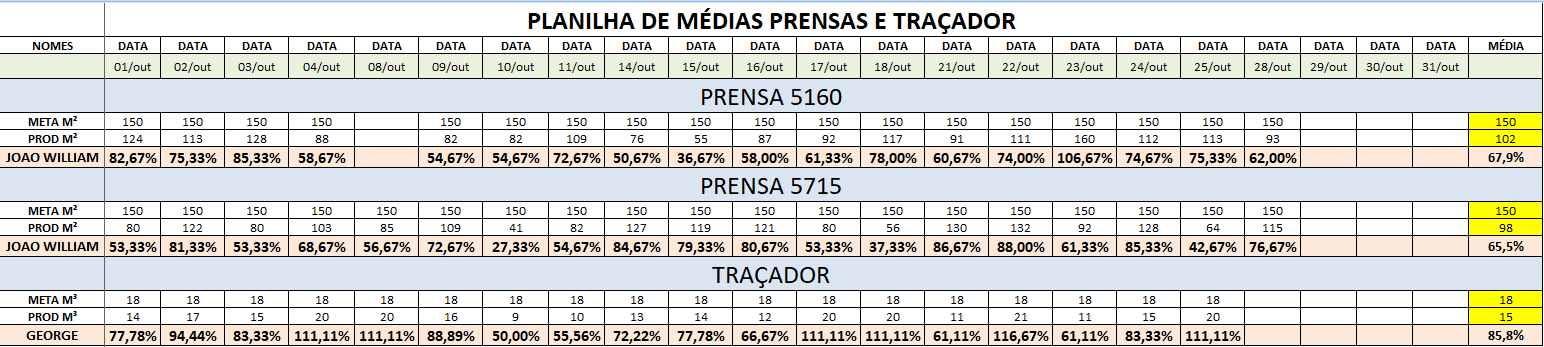 PLANILHA DE MÉDIAS PRENSAS E TRAÇADOR
NOMES DATA DATA DATA DATA DATA DATA DATA DATA DATA DATA DATA DATA DATA DATA DATA DATA DATA DATA DATA DATA DATA DATA MÉDIA
01/out 02/out 03/out 04/out 08/out 09/out 10/out 11/out 14/out 15/out 16/out 17/out 18/out 21/out 22/out 23/out 24/out 25/out 28/out 29/out 30/out 31/out
PRENSA 5160
META M² 150 150 150 150 150 150 150 150 150 150 150 150 150 150 150 150 150 150 150
PROD M² 124 113 128 88 82 82 109 76 55 87 92 117 91 111 160 112 113 93 102
JOAO WILLIAM 82,67% 75,33% 85,33% 58,67% 54,67% 54,67% 72,67% 50,67% 36,67% 58,00% 61,33% 78,00% 60,67% 74,00% 106,67% 74,67% 75,33% 62,00% 67,9%
PRENSA 5715
META M² 150 150 150 150 150 150 150 150 150 150 150 150 150 150 150 150 150 150 150 150
PROD M² 80 122 80 103 85 109 41 82 127 119 121 80 56 130 132 92 128 64 115 98
JOAO WILLIAM 53,33% 81,33% 53,33% 68,67% 56,67% 72,67% 27,33% 54,67% 84,67% 79,33% 80,67% 53,33% 37,33% 86,67% 88,00% 61,33% 85,33% 42,67% 76,67% 65,5%
TRAÇADOR
META M³ 18 18 18 18 18 18 18 18 18 18 18 18 18 18 18 18 18 18 18
PROD M³ 14 17 15 20 20 16 9 10 13 14 12 20 20 11 21 11 15 20 15
GEORGE 77,78% 94,44% 83,33% 111,11% 111,11% 88,89% 50,00% 55,56% 72,22% 77,78% 66,67% 111,11% 111,11% 61,11% 116,67% 61,11% 83,33% 111,11% 85,8%